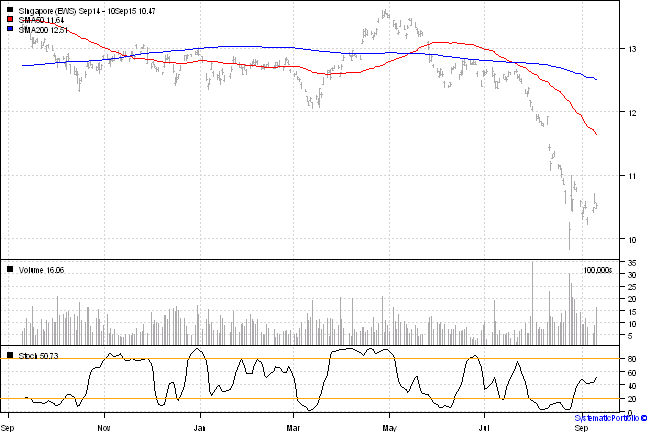 Singapore (EWS) Sep14 - 10Sep15 10.47
SMA50 11.64
SMA200 12.51
13
12
11
10
Volume 16.06
100,000s
35
30
25
20
15
10
5
Stoch 50.73
80
60
40
20
0
Sep Nov Jan Mar May Jul Sep
SystematicPortfolio ©